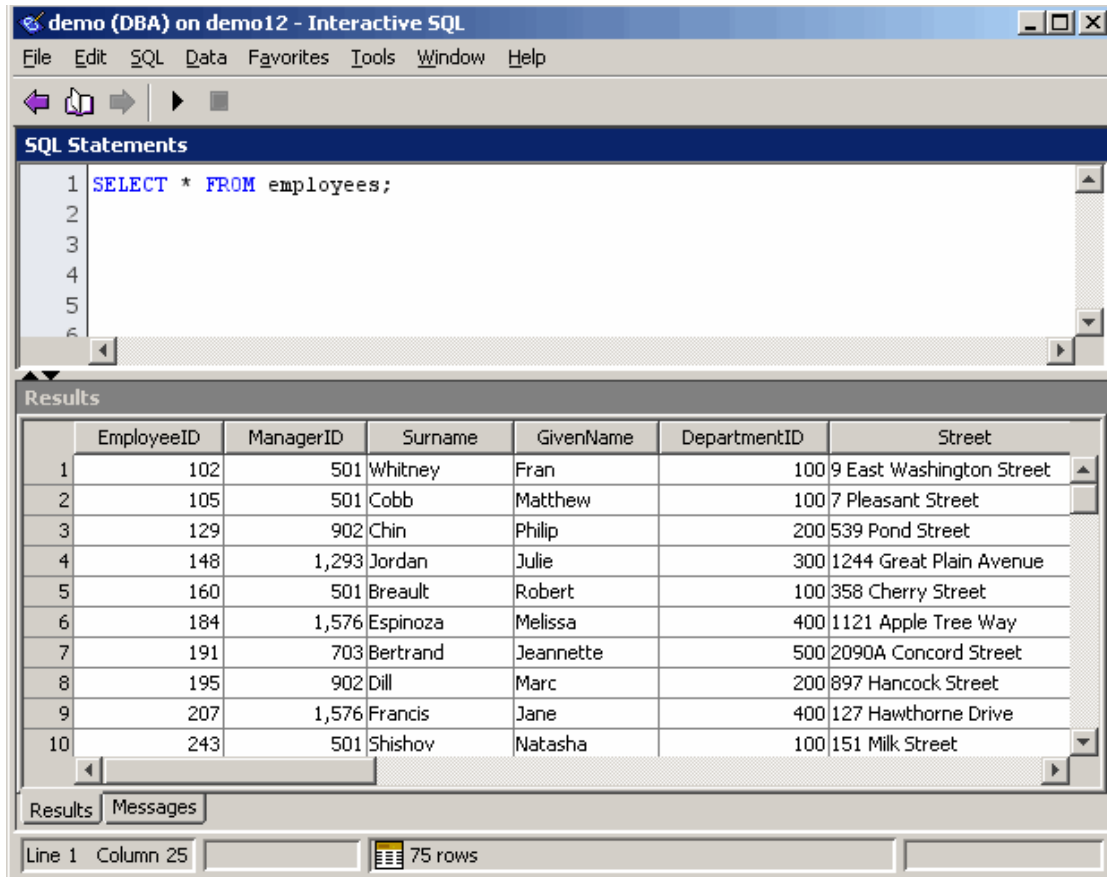 demo (DBA) on demo12 - Interactive SQL
File Edit SQL Data Favorites Tools Window Help
SQL Statements
1 SELECT * FROM employees;
2
3
4
5
6
Results
EmployeeID ManagerID Surname GivenName DepartmentID Street
1 102 501 Whitney Fran 100 9 East Washington Street
2 105 501 Cobb Matthew 100 7 Pleasant Street
3 129 902 Chin Philip 200 539 Pond Street
4 148 1,293 Jordan Julie 300 1244 Great Plain Avenue
5 160 501 Breault Robert 100 358 Cherry Street
6 184 1,576 Espinoza Melissa 400 1121 Apple Tree Way
7 191 703 Bertrand Jeannette 500 2090A Concord Street
8 195 902 Dill Marc 200 897 Hancock Street
9 207 1,576 Francis Jane 400 127 Hawthorne Drive
10 243 501 Shishov Natasha 100 151 Milk Street
Results Messages
Line 1 Column 25 75 rows